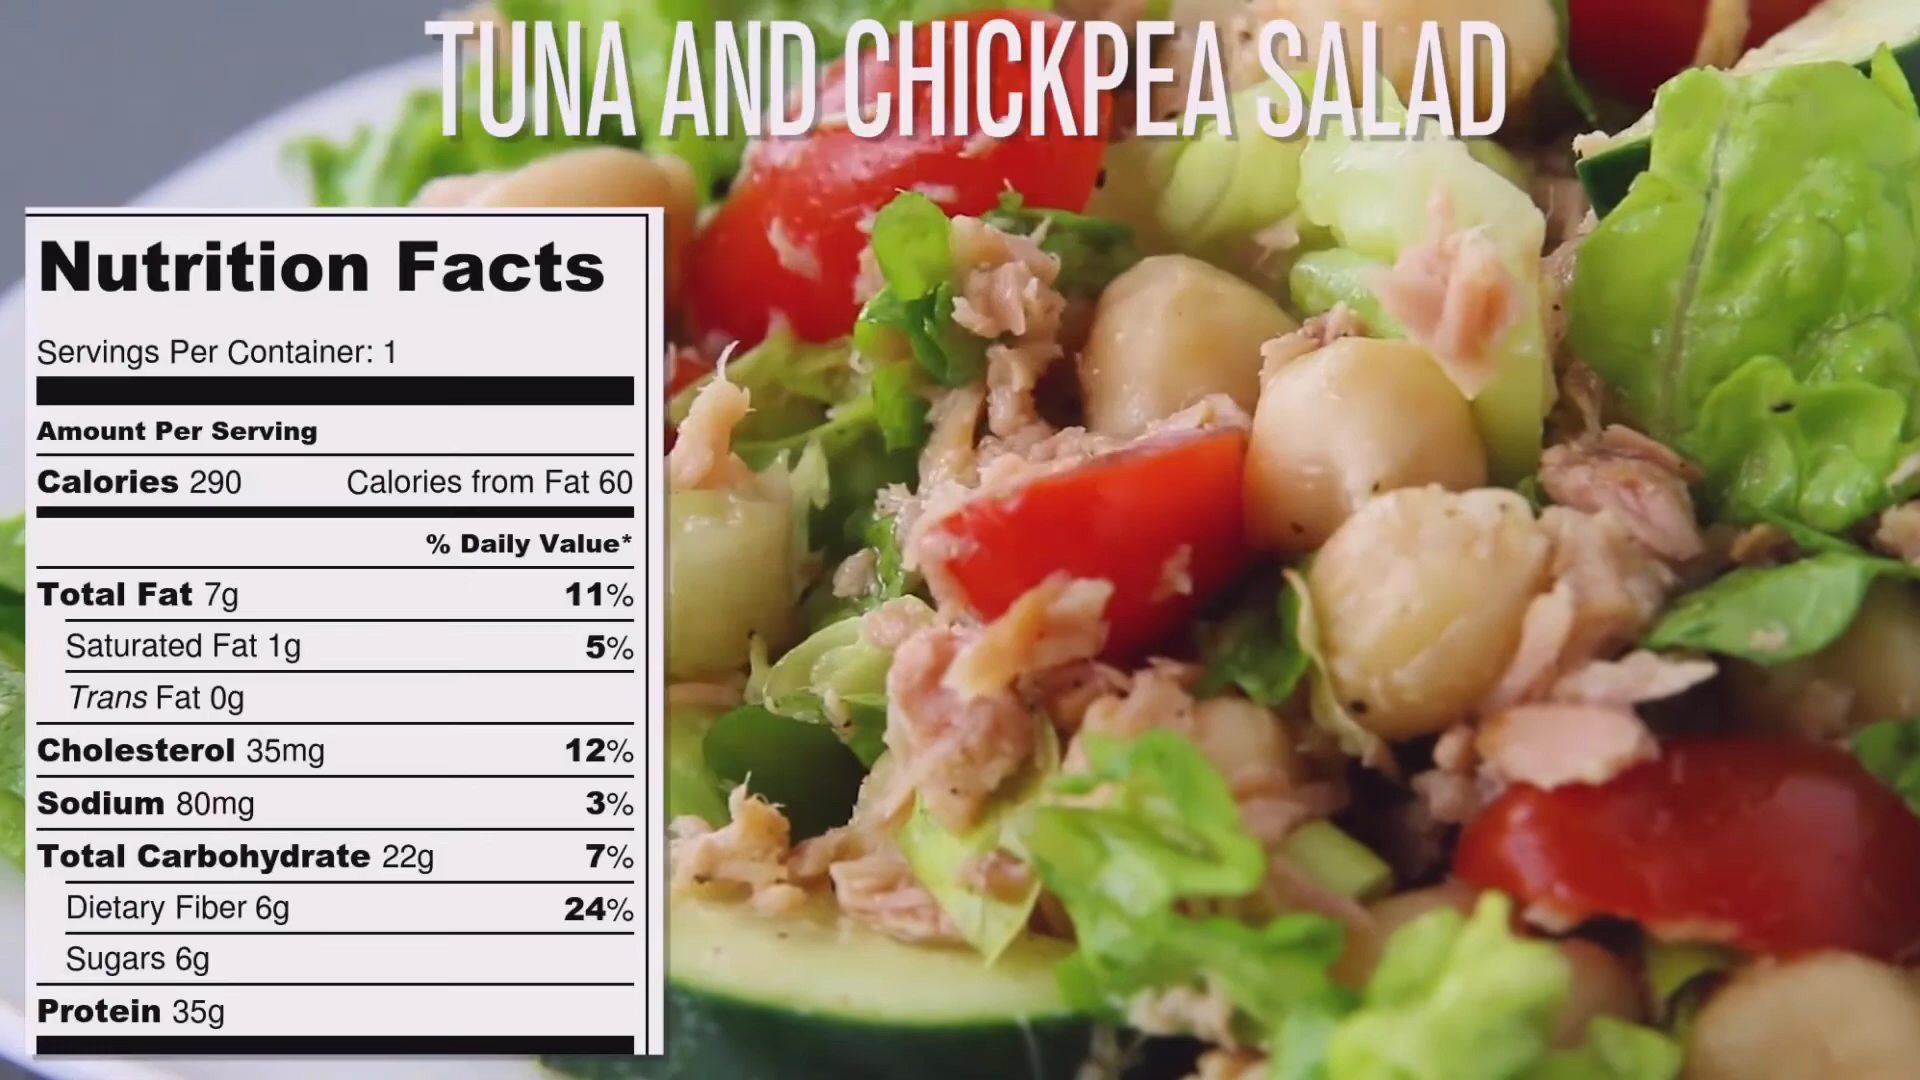 TUNA AND CHICKPEA SALAD
Nutrition Facts
Servings Per Container: 1
Amount Per Serving
Calories 290 Calories from Fat 60
% Daily Value*
Total Fat 7g 11%
Saturated Fat 1g 5%
Trans Fat 0g
Cholesterol 35mg 12%
Sodium 80mg 3%
Total Carbohydrate 22g 7%
Dietary Fiber 6g 24%
Sugars 6g
Protein 35g